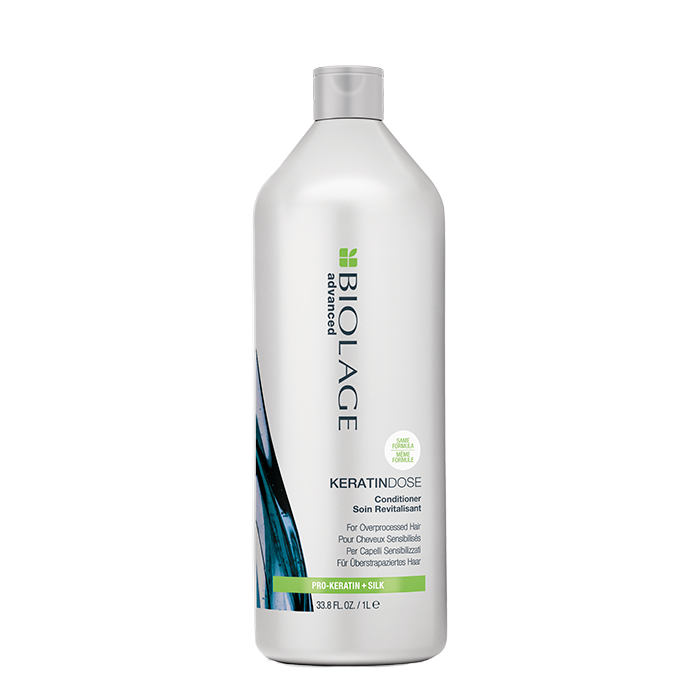 BIOLAGE
advanced
SAME
FORMULA
MÊME
FORMULE
KERATINDOSE
Conditioner
Soin Revitalisant
For Overprocessed Hair
Pour Cheveux Sensibilisés
Per Capelli Sensibilizzati
Für Überstrapaziertes Haar
PRO-KERATIN + SILK
33.8 FL. OZ. / 1L e